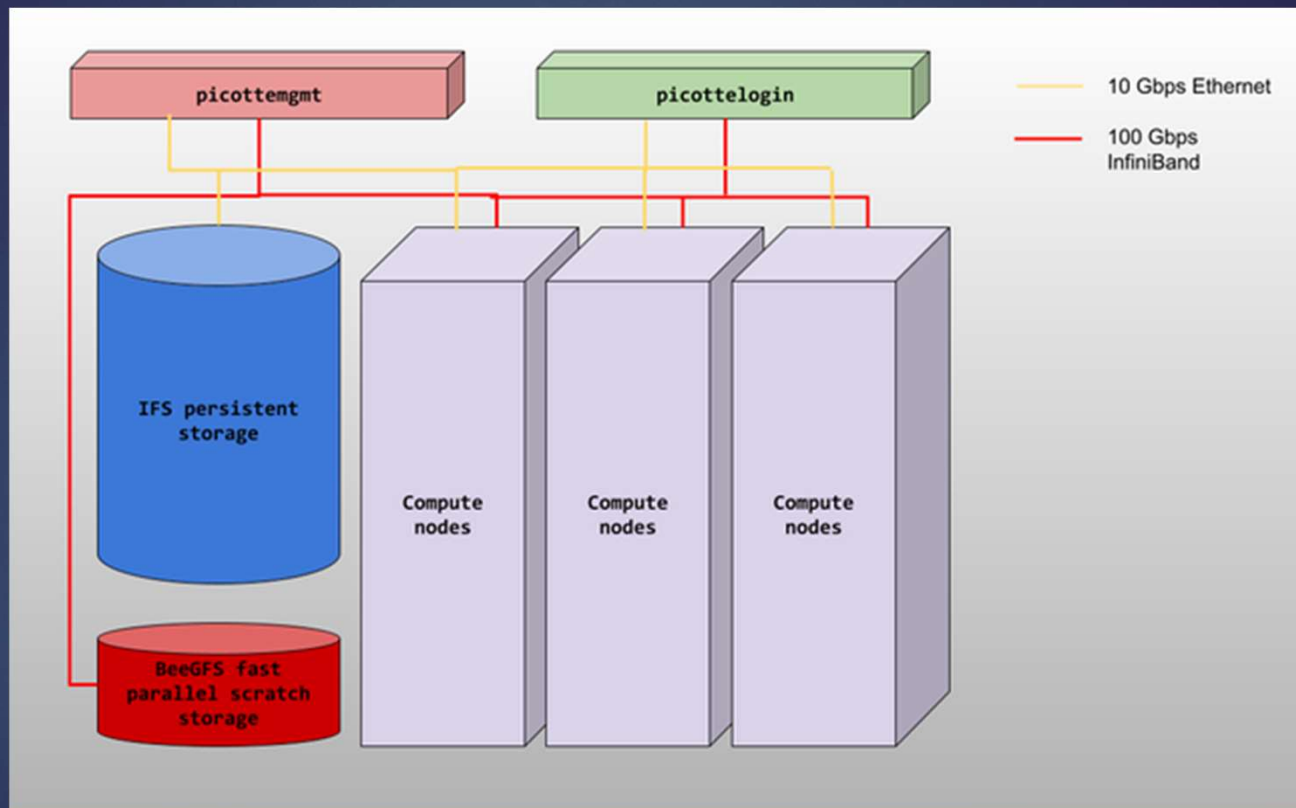 picottemgmt
picottelogin
10 Gbps Ethernet
100 Gbps
InfiniBand
IFS persistent
storage
Compute
nodes
Compute
nodes
Compute
nodes
BeeGFS fast
parallel scratch
storage